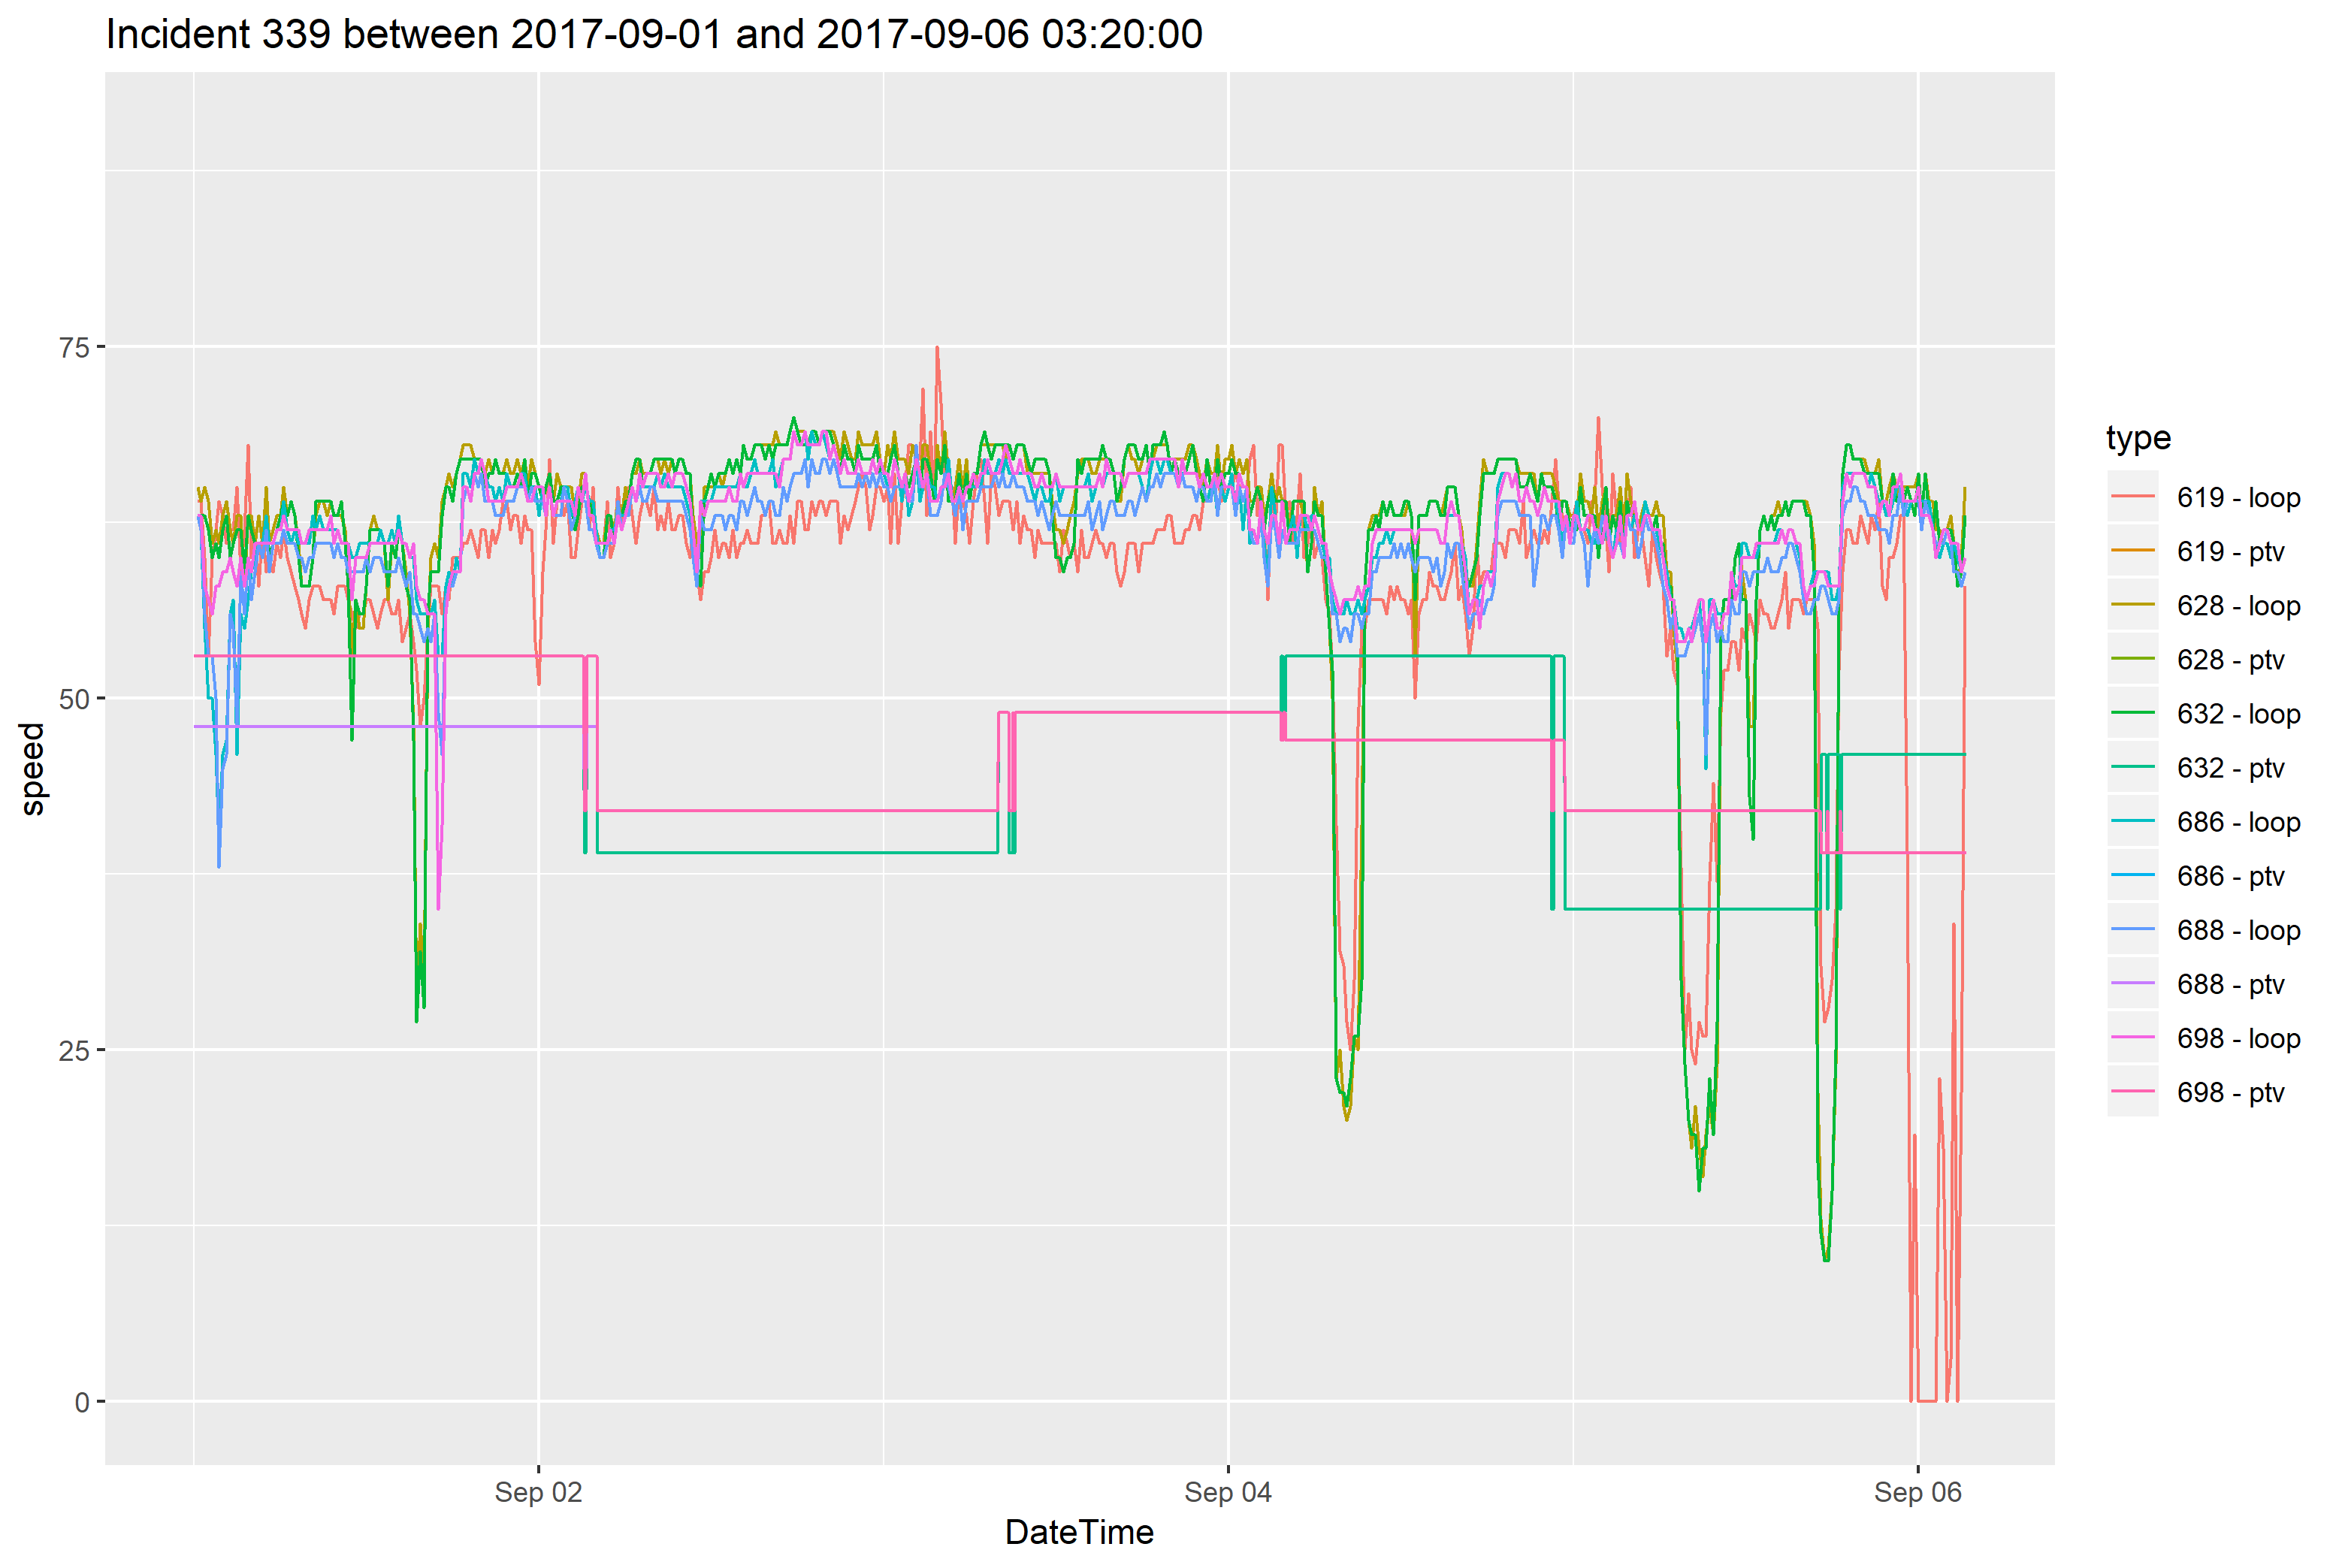 Incident 339 between 2017-09-01 and 2017-09-06 03:20:00
75
50
25
0
speed
Sep 02
Sep 04
Sep 06
DateTime
type
619 - loop
619 - ptv
628 - loop
628 - ptv
632 - loop
632 - ptv
686 - loop
686 - ptv
688 - loop
688 - ptv
698 - loop
698 - ptv